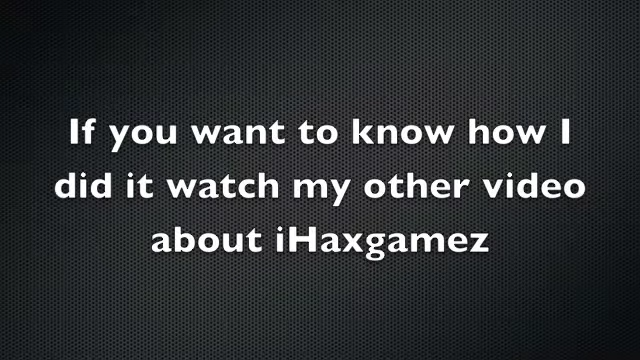 If you want to know how I
did it watch my other video
about iHaxgamez